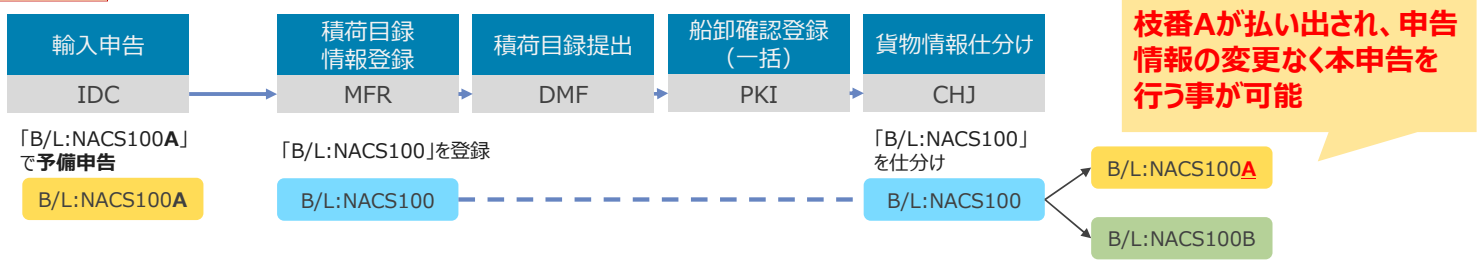 輸入申告
IDC
積荷目録
情報登録
MFR
積荷目録提出
DMF
船卸確認登録
(一括)
PKI
貨物情報仕分け
CHJ
枝番Aが払い出され、申告
情報の変更なく本申告を
行う事が可能
「B/L:NACS100A」
で予備申告
B/L:NACS100A
「B/L:NACS100」を登録
B/L:NACS100
「B/L:NACS100」
を仕分け
B/L:NACS100
B/L:NACS100A
B/L:NACS100B